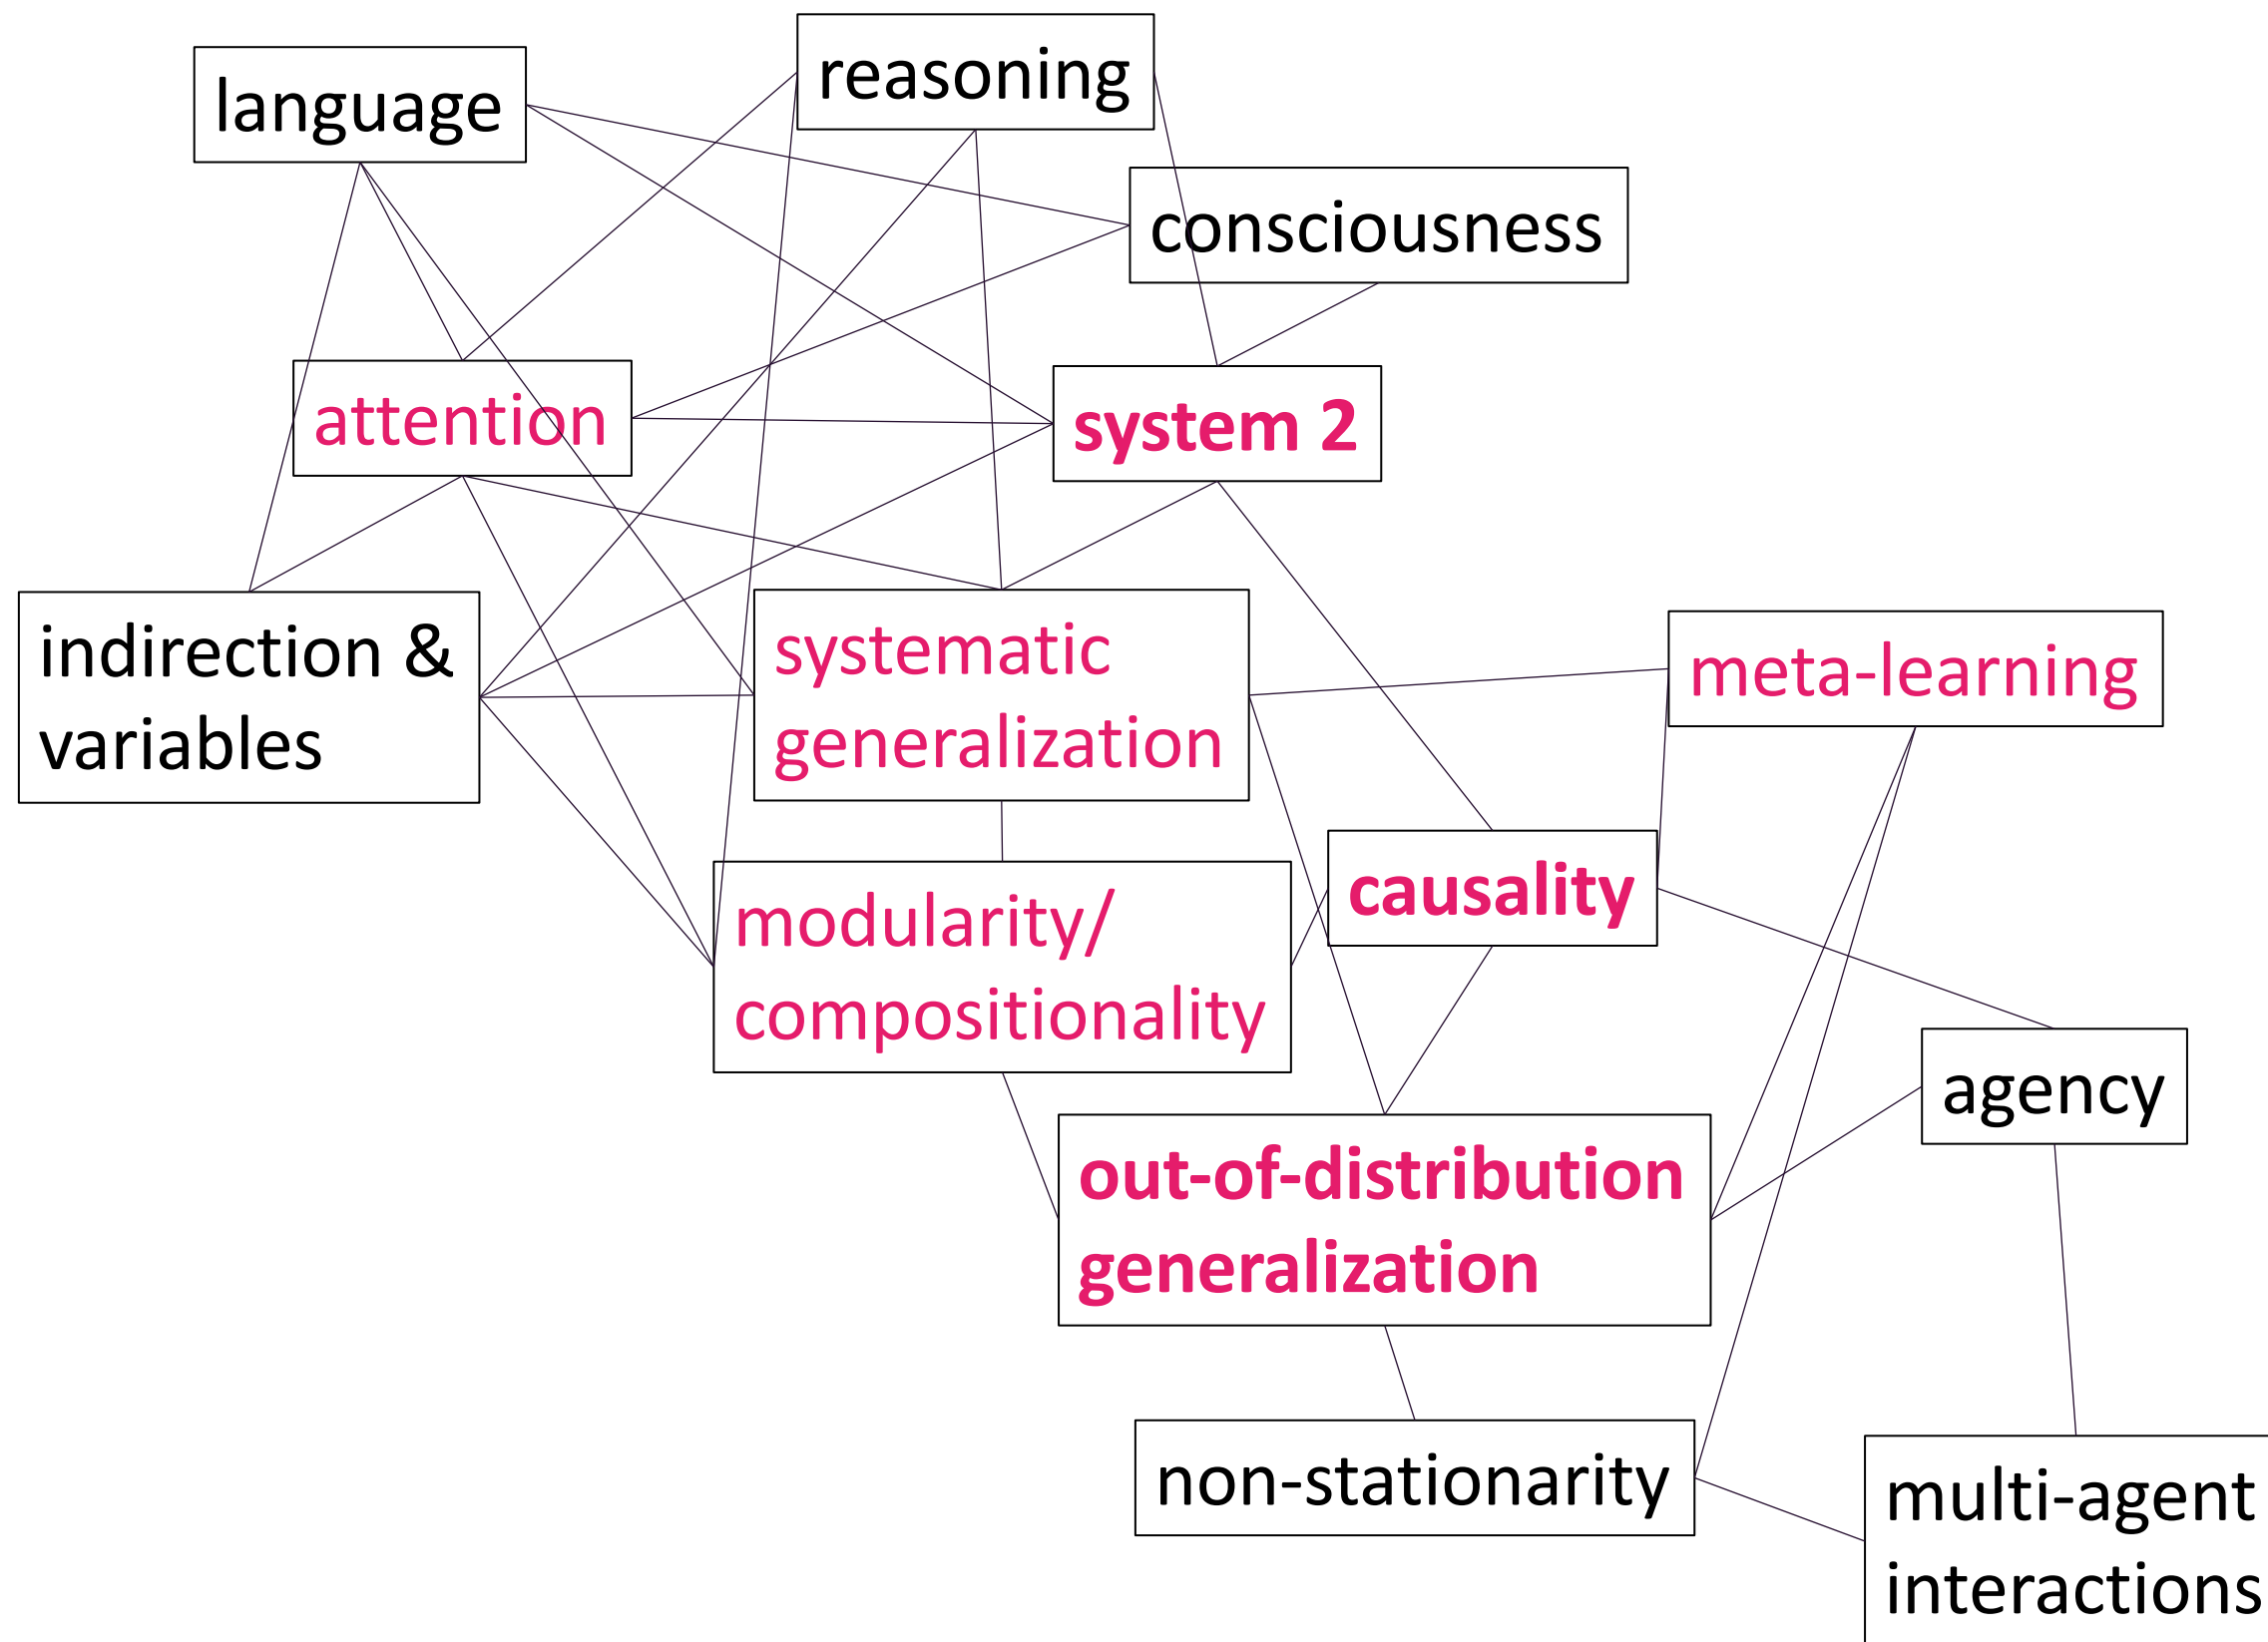 language
reasoning
consciousness
attention
system 2
indirection &
variables
systematic
generalization
meta-learning
modularity/
compositionality
causality
agency
out-of-distribution
generalization
non-stationarity
multi-agent
interactions